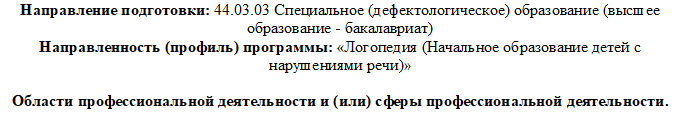 Направление подготовки: 44.03.03 Специальное (дефектологическое) образование (высшее
образование - бакалавриат)
Направленность (профиль) программы: «Логопедия (Начальное образование детей с
нарушениями речи)»
Области профессиональной деятельности и (или) сферы профессиональной деятельности.